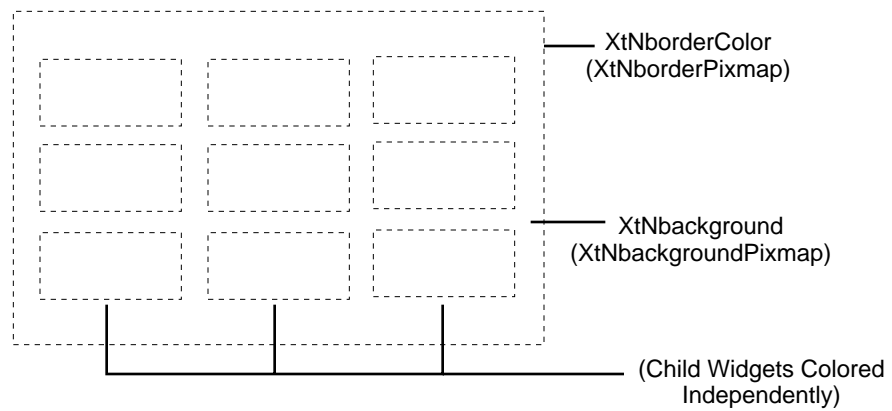 XtNborderColor
(XtNborderPixmap)
XtNbackground
(XtNbackgroundPixmap)
(Child Widgets Colored
Independently)